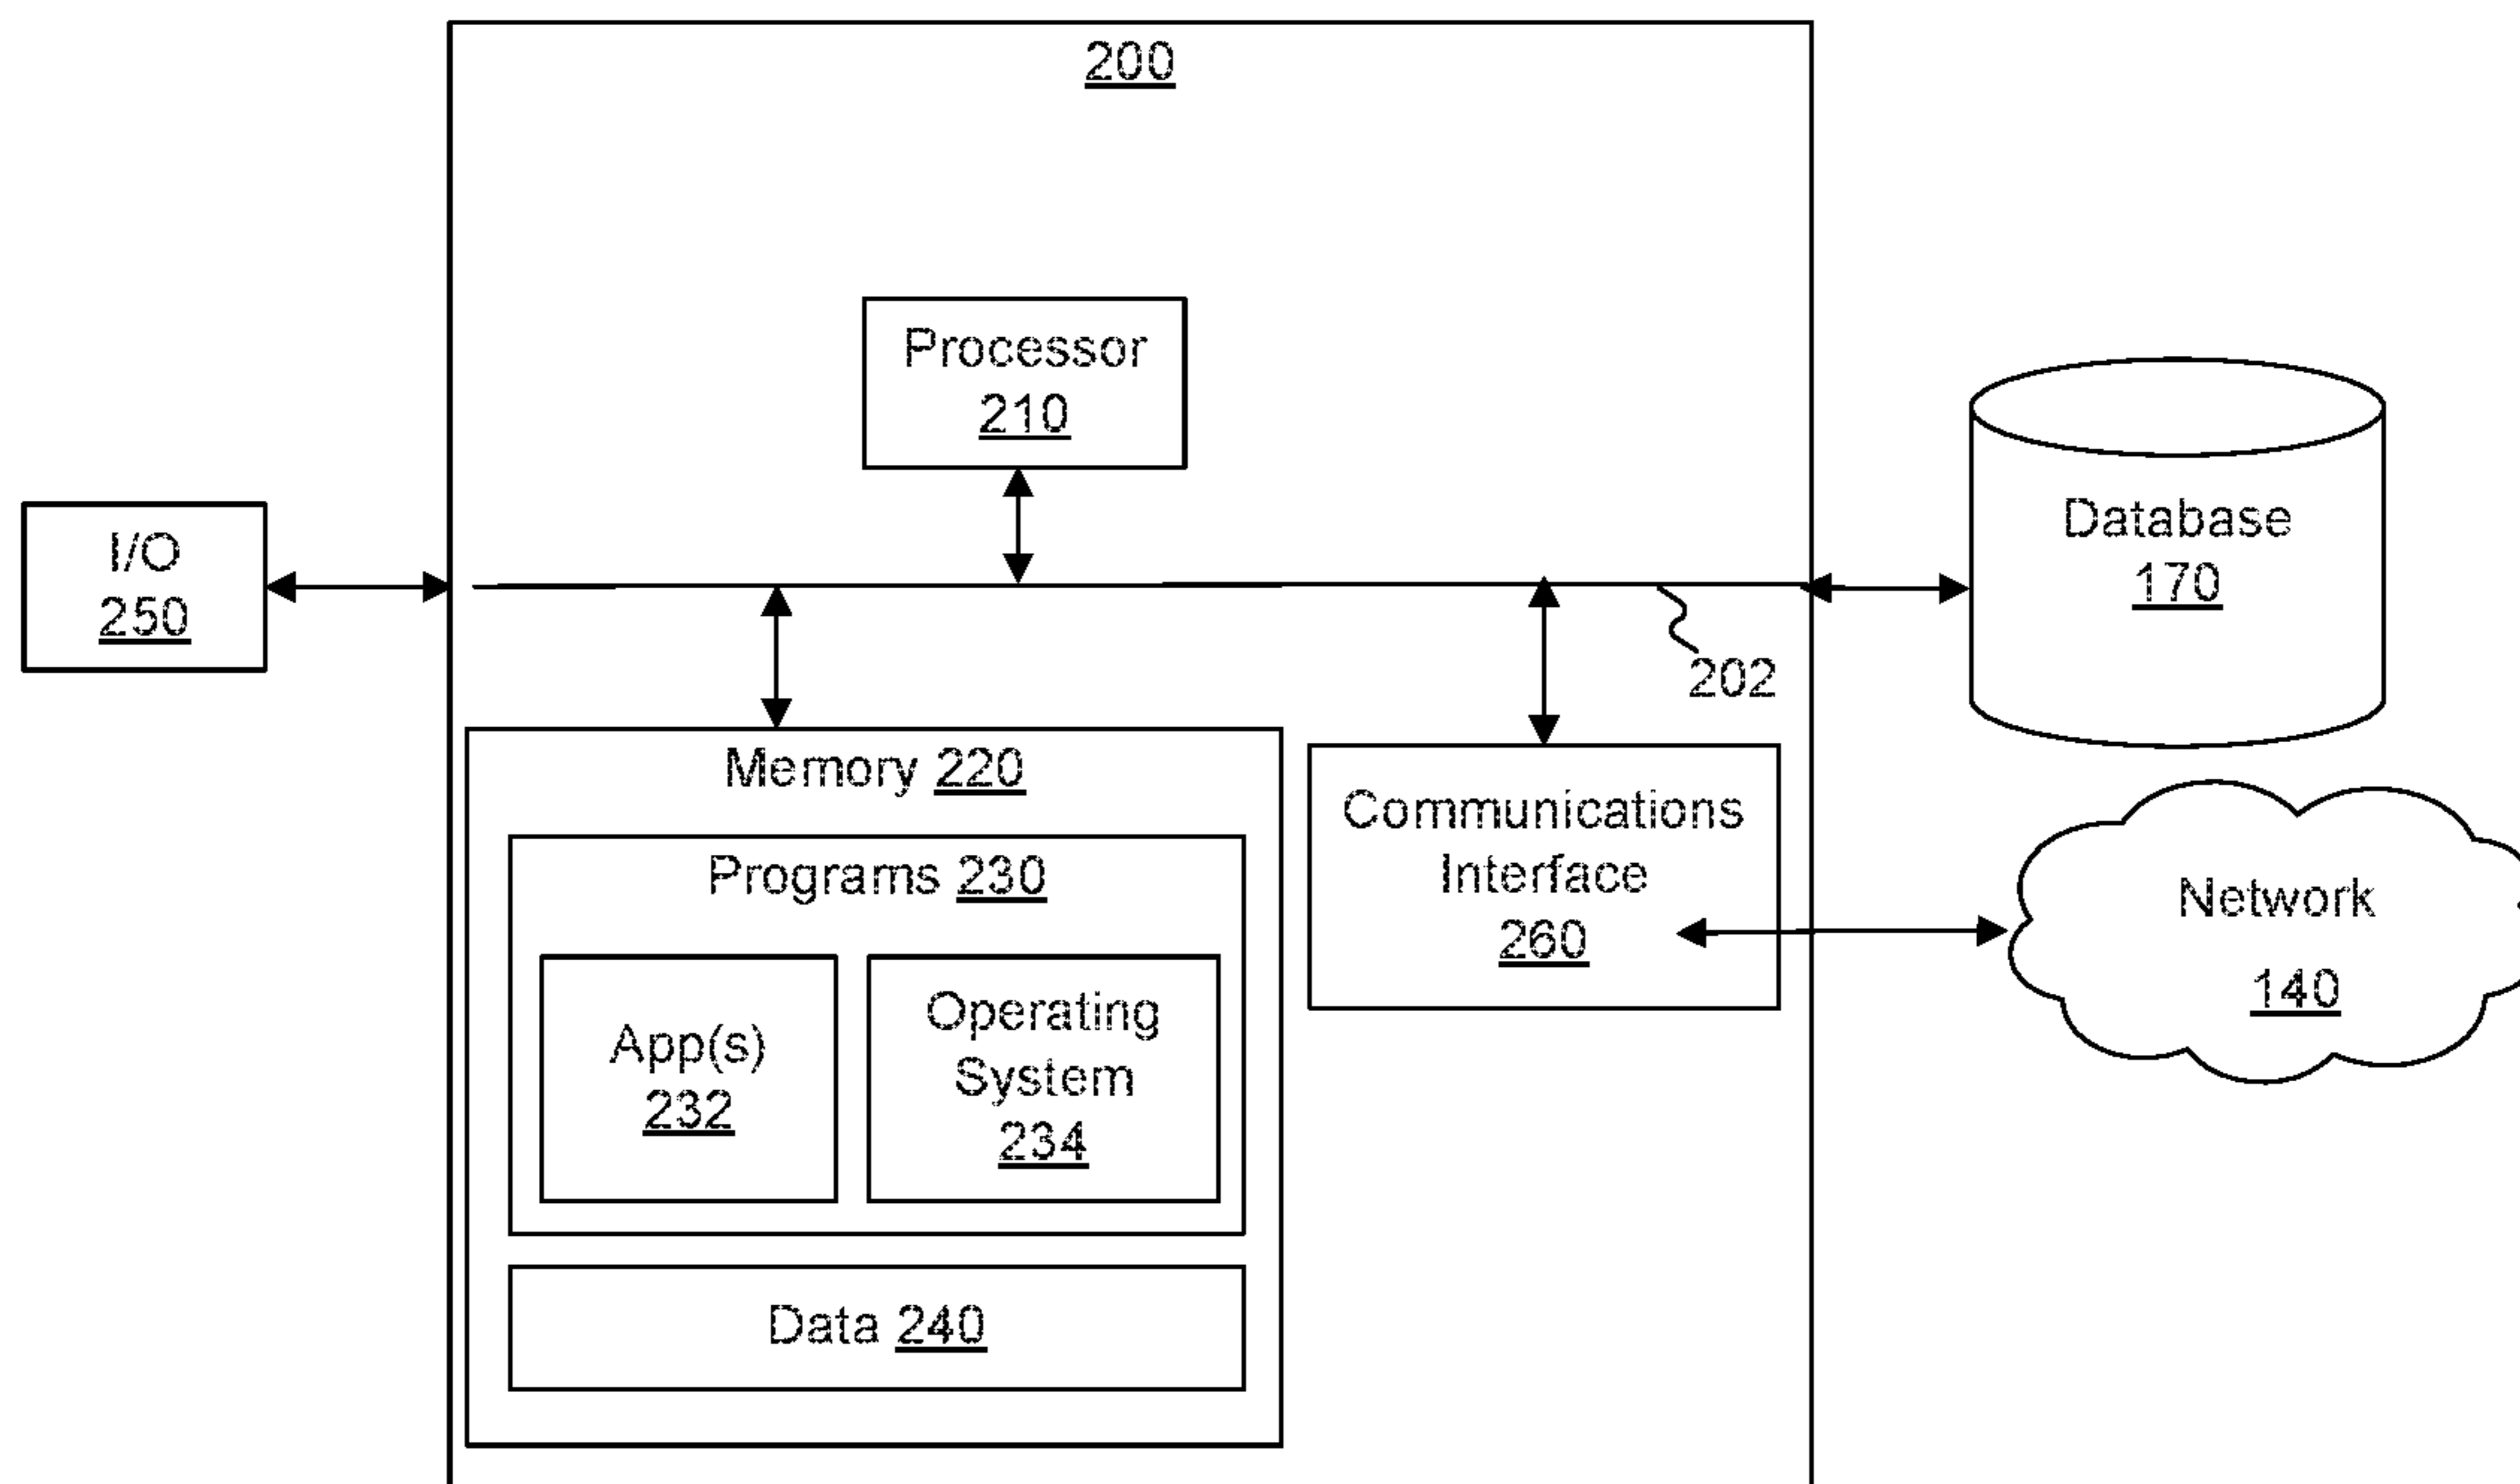 200
Processor
210
I/O
250
Database
170
202
Memory 220
Communications
Interface
260
Programs 230
Network
140
App(s)
232
Operating
System
234
Data 240